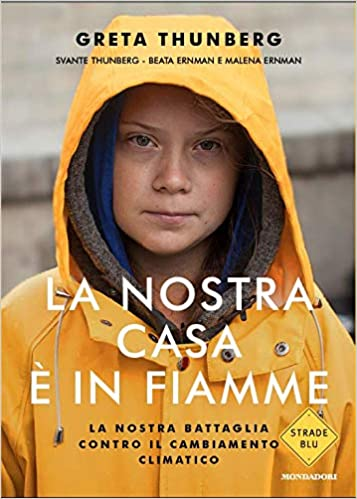 GRETA THUNBERG
SVANTE THUNBERG - BEATA ERNMAN E MALENA ERNMAN
LA NOSTRA
CASA
È IN FIAMME
LA NOSTRA BATTAGLIA
CONTRO IL CAMBIAMENTO
CLIMATICO
STRADE
BLU
MONDADORI